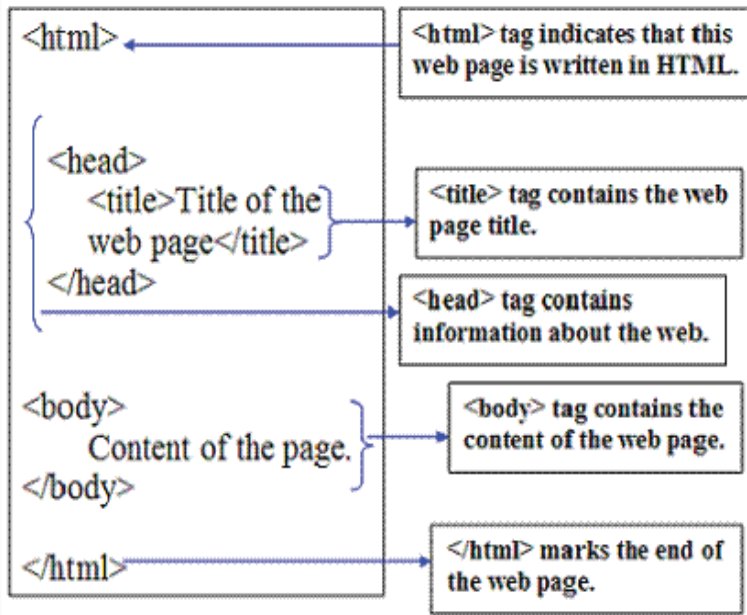 <html>
<html> tag indicates that this
web page is written in HTML.
<head>
<title>Title of the
web page</title>
</head>
<title> tag contains the web
page title.
<head> tag contains
information about the web.
<body>
Content of the page.
</body>
<body> tag contains the
content of the web page.
</html>
</html> marks the end of
the web page.